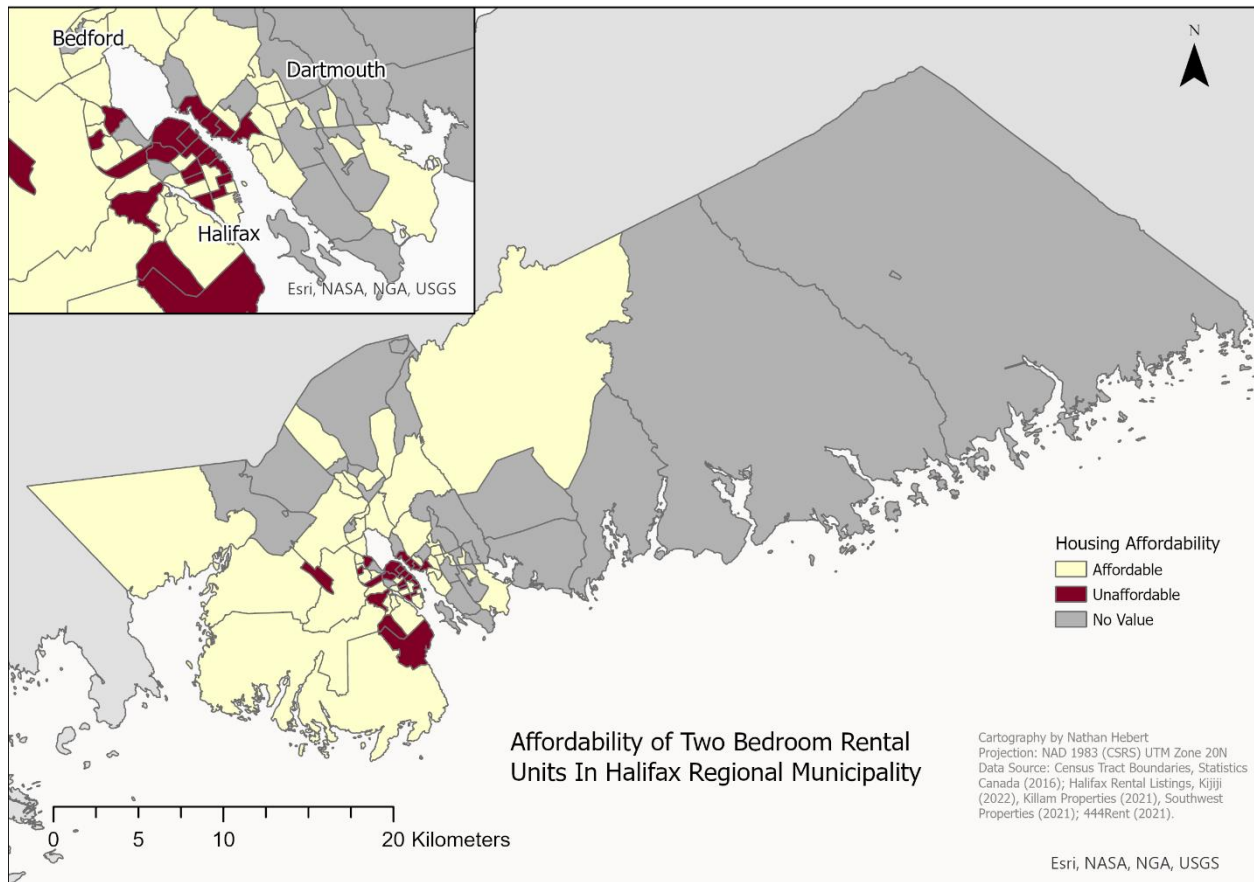 Bedford
Dartmouth
Halifax
Esri, NASA, NGA, USGS
N
Housing Affordability
Affordable
Unaffordable
No Value
Affordability of Two Bedroom Rental
Units In Halifax Regional Municipality
Cartography by Nathan Hebert
Projection: NAD 1983 (CSRS) UTM Zone 20N
Data Source: Census Tract Boundaries, Statistics
Canada (2016); Halifax Rental Listings, Kijiji
(2022), Killam Properties (2021), Southwest
Properties (2021); 444Rent (2021).
0 5 10 20 Kilometers
Esri, NASA, NGA, USGS